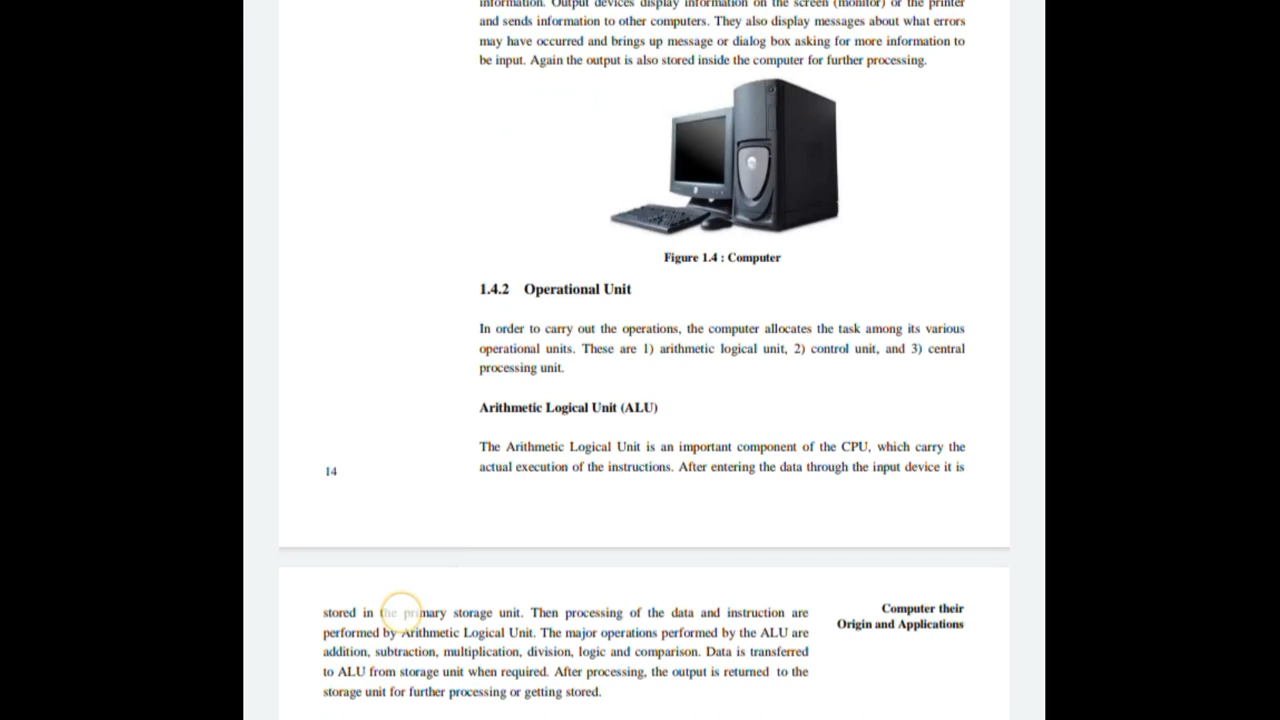 information. Output devices display information on the screen (monitor) or the printer
and sends information to other computers. They also display messages about what errors
may have occurred and brings up message or dialog box asking for more information to
be input. Again the output is also stored inside the computer for further processing.
Figure 1.4 : Computer
1.4.2 Operational Unit
In order to carry out the operations, the computer allocates the task among its various
operational units. These are 1) arithmetic logical unit, 2) control unit, and 3) central
processing unit.
Arithmetic Logical Unit (ALU)
The Arithmetic Logical Unit is an important component of the CPU, which carry the
actual execution of the instructions. After entering the data through the input device it is
14
stored in the primary storage unit. Then processing of the data and instruction are
performed by Arithmetic Logical Unit. The major operations performed by the ALU are
addition, subtraction, multiplication, division, logic and comparison. Data is transferred
to ALU from storage unit when required. After processing, the output is returned to the
storage unit for further processing or getting stored.
Computer their
Origin and Applications